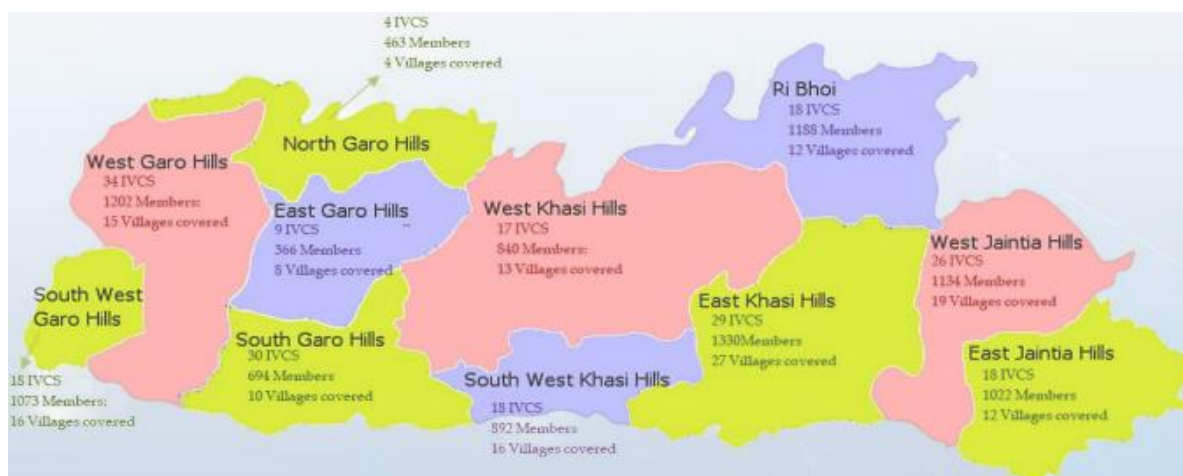 4 IVCS
463 Members
4 Villages covered
North Garo Hills
West Garo Hills
34 IVCS
1202 Members:
15 Villages covered
East Garo Hills
9 IVCS
366 Members
8 Villages covered
South West
Garo Hills
18 IVCS
1073 Members:
16 Villages covered
South Garo Hills
30 IVCS
694 Members
10 Villages covered
West Khasi Hills
17 IVCS
840 Members:
13 Villages covered
South West Khasi Hills
18 IVCS
892 Members
16 Villages covered
Ri Bhoi
18 IVCS
1188 Members
12 Villages covered
East Khasi Hills
29 IVCS
1330Members
27 Villages covered
West Jaintia Hills
26 IVCS
1134 Members
19 Villages covered
East Jaintia Hills
18 IVCS
1022 Members
12 Villages covered